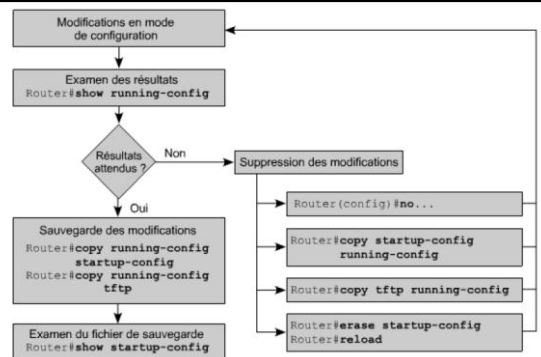 Modifications en mode
de configuration
Examen des résultats
Router#show running-config
Résultats
attendus ?
Non
Suppression des modifications
Oui
Router(config)#no...
Sauvegarde des modifications
Router#copy running-config
startup-config
Router#copy running-config
tftp
Router#copy startup-config
running-config
Router#copy tftp running-config
Examen du fichier de sauvegarde
Router#show startup-config
Router#erase startup-config
Router#reload